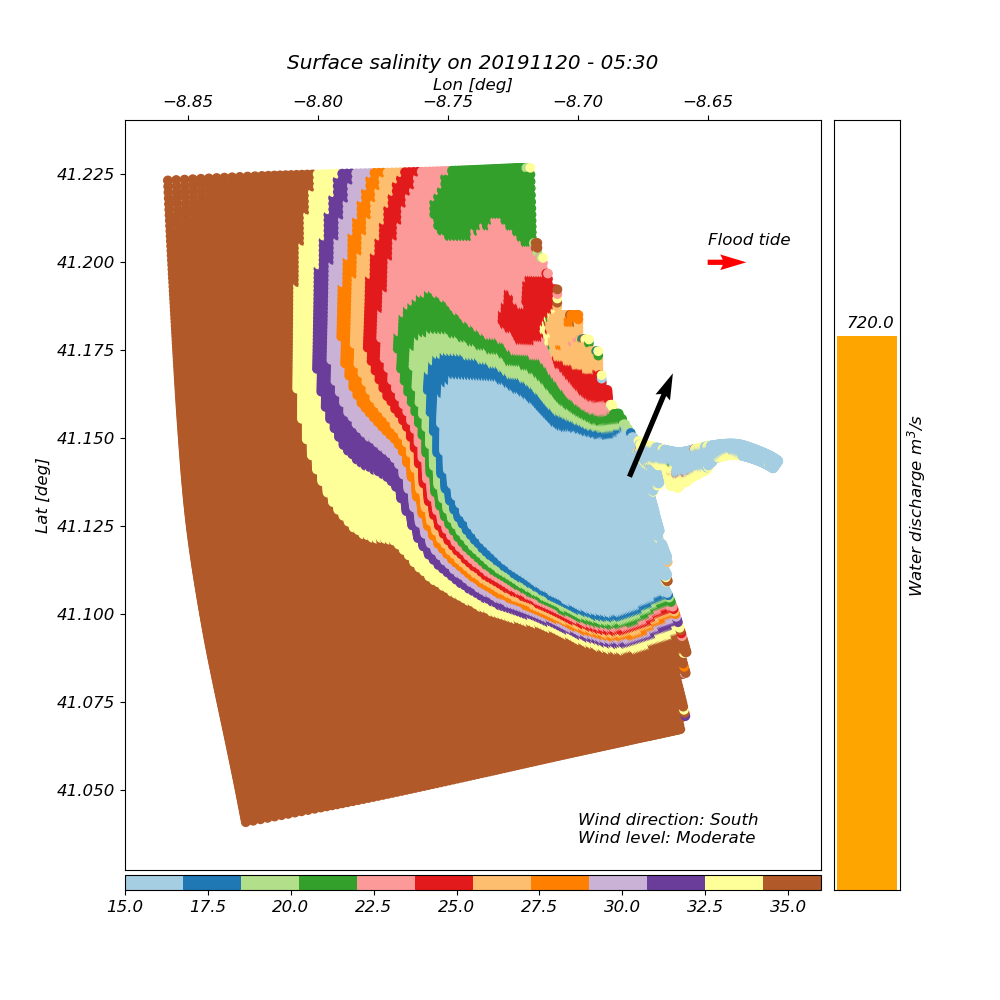 Surface salinity on 20191120 - 05:30
Lon [deg]
−8.85 −8.80 −8.75 −8.70 −8.65
41.225
41.200
41.175
41.150
41.125
41.100
41.075
41.050
Lat [deg]
Flood tide
720.0
Water discharge m³/s
Wind direction: South
Wind level: Moderate
15.0 17.5 20.0 22.5 25.0 27.5 30.0 32.5 35.0